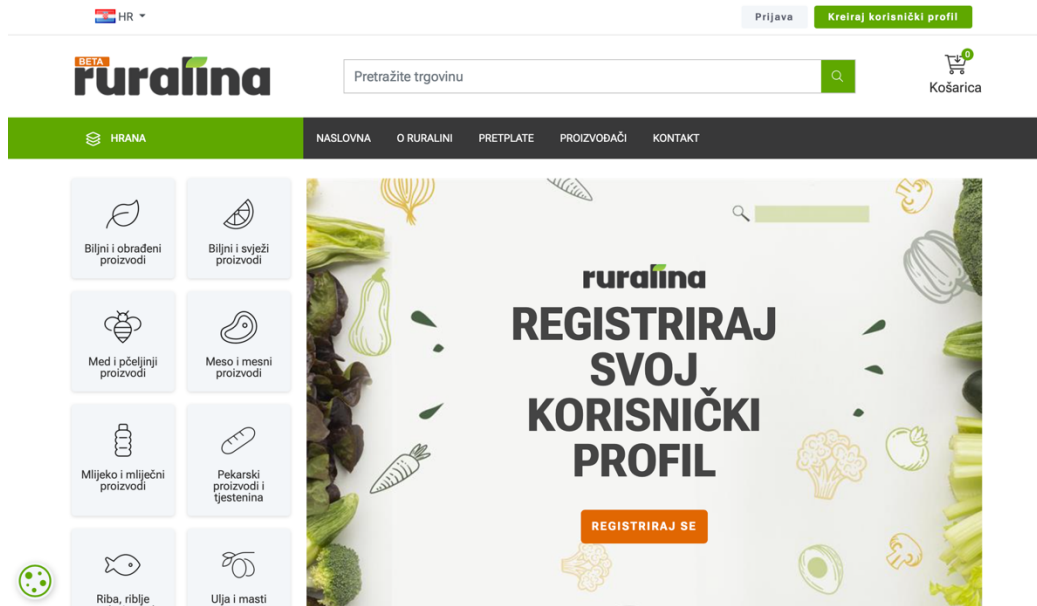 HR
Prijava
Kreiraj korisnički profil
BETA
ruralina
Pretražite trgovinu
0
Košarica
HRANA
NASLOVNA
O RURALINI
PRETPLATE
PROIZVOĐAČI
KONTAKT
Biljni i obrađeni
proizvodi
Biljni i svježi
proizvodi
Med i pčeljinji
proizvodi
Meso i mesni
proizvodi
Mlijeko i mliječni
proizvodi
Pekarski
proizvodi i
tjestenina
Riba, riblje
Ulja i masti
ruralina
REGISTRIRAJ
SVOJ
KORISNIČKI
PROFIL
REGISTRIRAJ SE